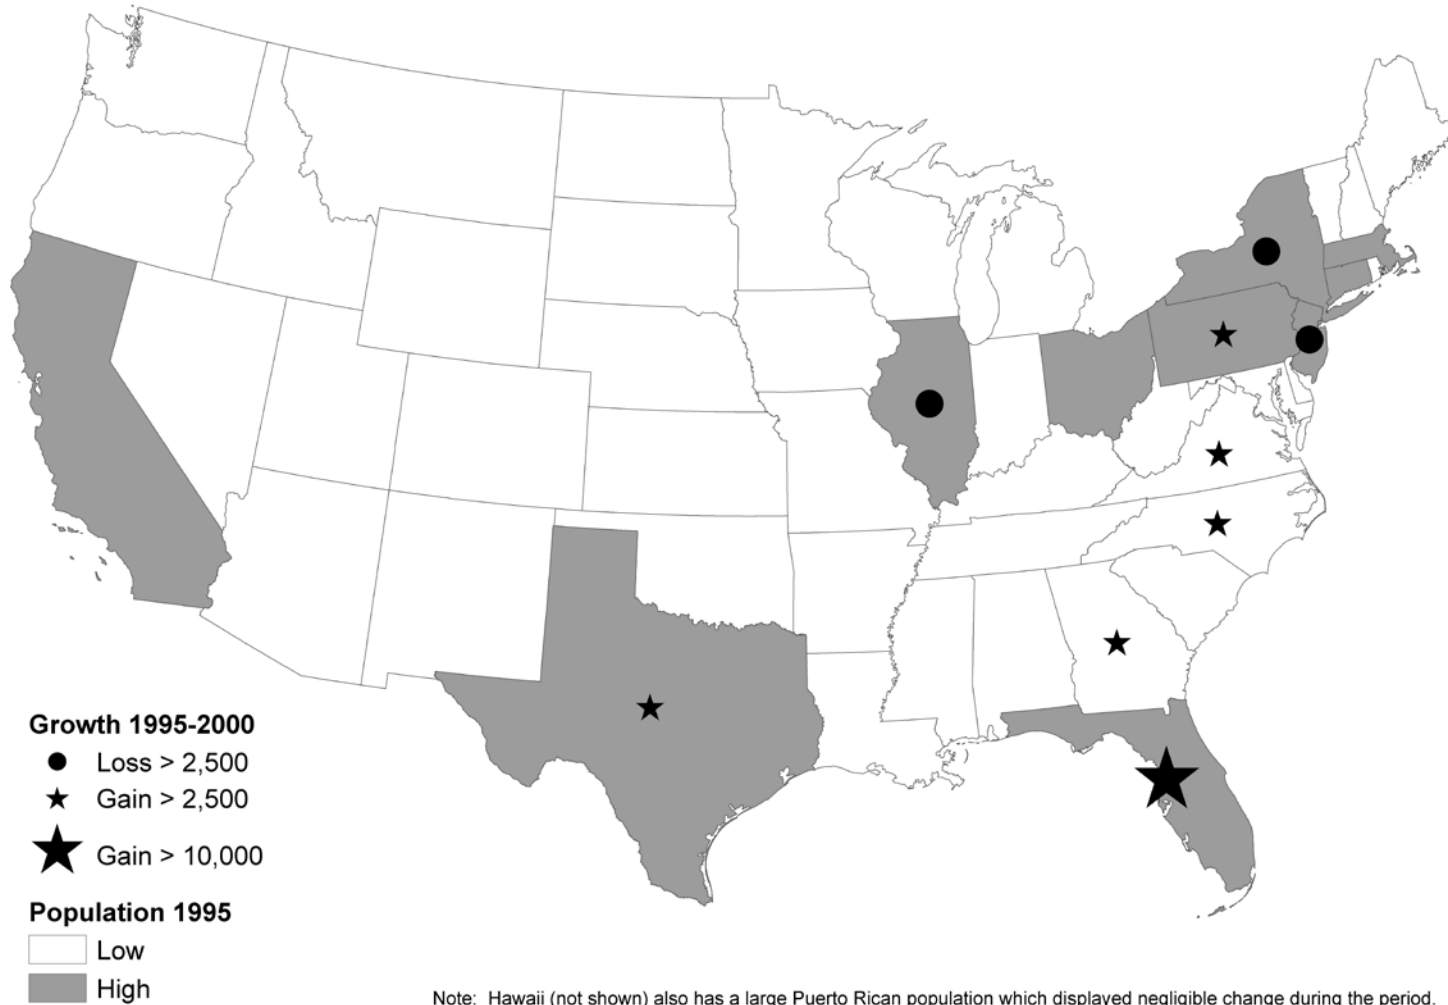 Growth 1995-2000
Loss > 2,500
Gain > 2,500
Gain > 10,000
Population 1995
Low
High
Note: Hawaii (not shown) also has a large Puerto Rican population which displayed negligible change during the period.